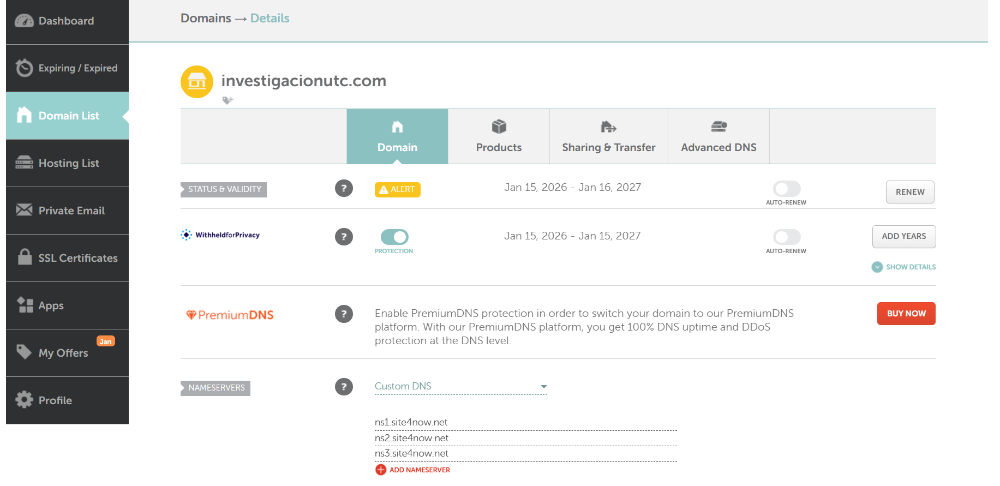 Dashboard
Expiring / Expired
Domain List
Hosting List
Private Email
SSL Certificates
Apps
Jan
My Offers
Profile
Domains → Details
investigacionutc.com
Domain
Products
Sharing & Transfer
Advanced DNS
STATUS & VALIDITY
?
ALERT
Jan 15, 2026 - Jan 16, 2027
AUTO-RENEW
RENEW
WithheldforPrivacy
?
PROTECTION
Jan 15, 2026 - Jan 15, 2027
AUTO-RENEW
ADD YEARS
SHOW DETAILS
PremiumDNS
?
Enable PremiumDNS protection in order to switch your domain to our PremiumDNS
platform. With our PremiumDNS platform, you get 100% DNS uptime and DDoS
protection at the DNS level.
BUY NOW
NAMESERVERS
?
Custom DNS
ns1.site4now.net
ns2.site4now.net
ns3.site4now.net
ADD NAMESERVER